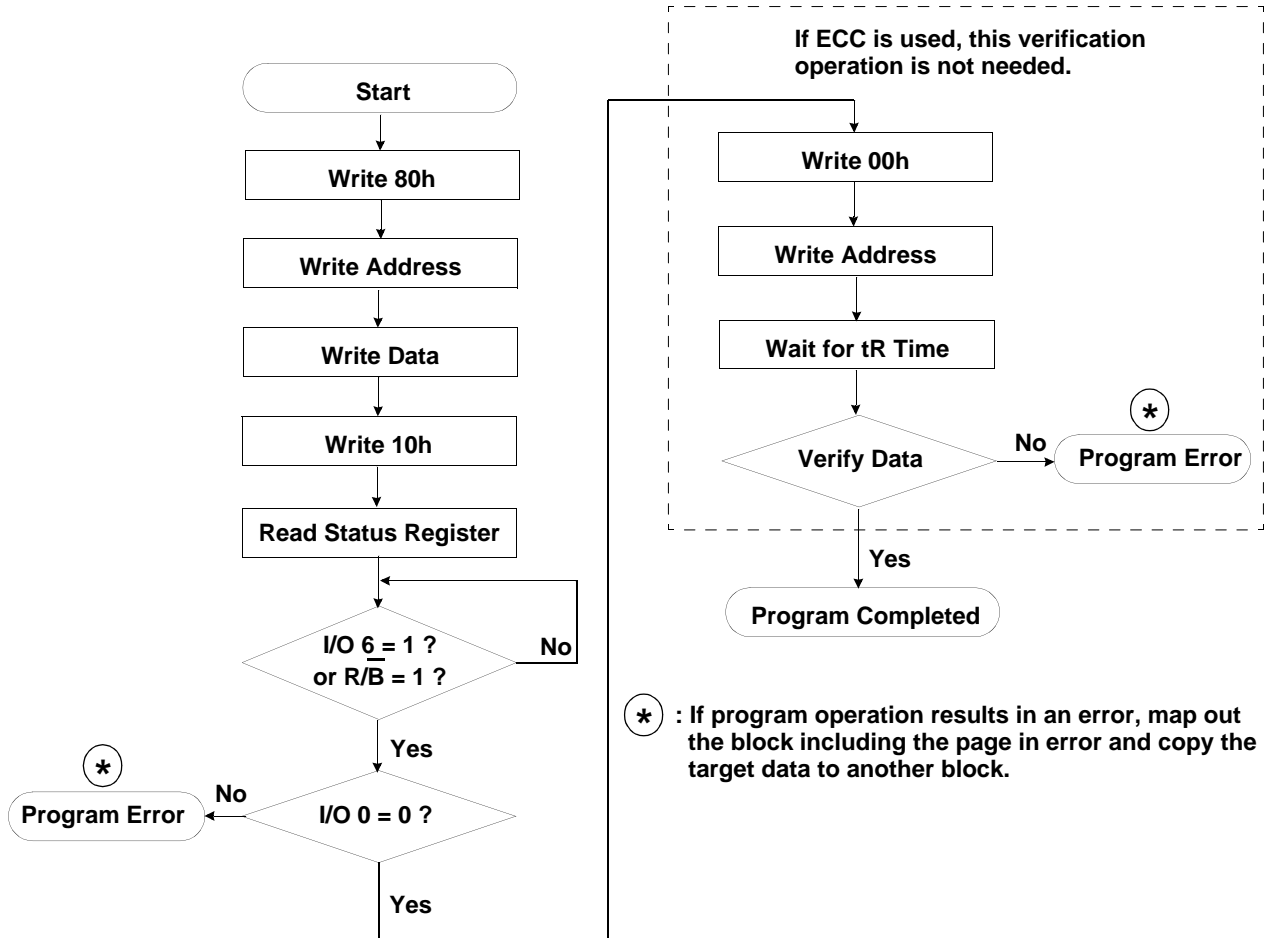 Start
Write 80h
Write Address
Write Data
Write 10h
Read Status Register
I/O 6 = 1 ?
or R/B̅ = 1 ?
No
Yes
*
No
Program Error
I/O 0 = 0 ?
Yes
If ECC is used, this verification
operation is not needed.
Write 00h
Write Address
Wait for tR Time
*
Verify Data
No
Program Error
Yes
Program Completed
* : If program operation results in an error, map out
the block including the page in error and copy the
target data to another block.